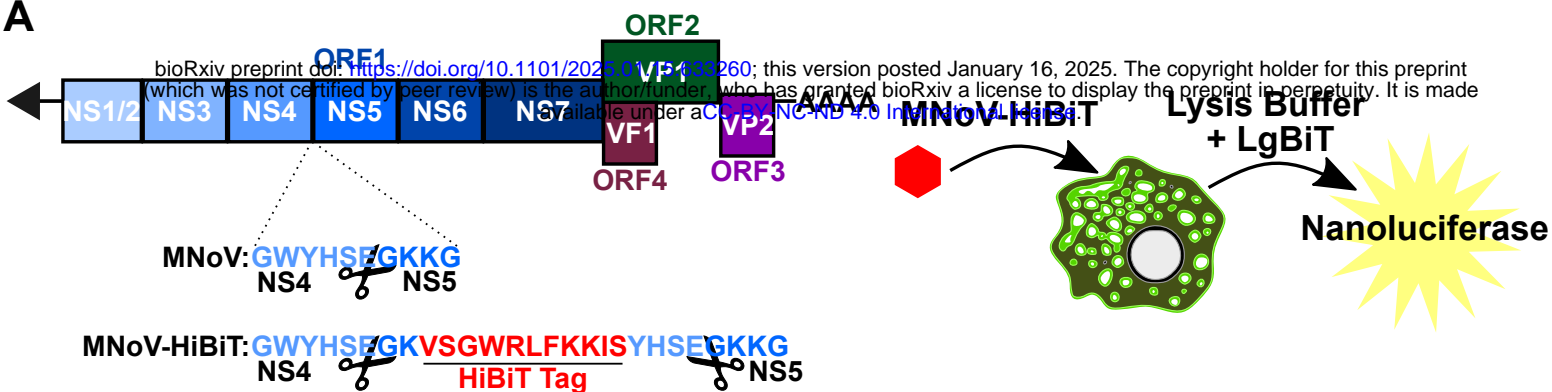 A
ORF2
ORF1
bioRxiv preprint doi: https://doi.org/10.1101/2025.01.15.633260; this version posted January 16, 2025. The copyright holder for this preprint
(which was not certified by peer review) is the author/funder, who has granted bioRxiv a license to display the preprint in perpetuity. It is made
available under aCC-BY-NC-ND 4.0 International license.
VF1
AAAA
NS1/2 NS3 NS4 NS5 NS6 NS7
VF1
VP2
ORF4
ORF3
MNoV-HiBiT
Lysis Buffer
+ LgBiT
Nanoluciferase
MNoV: GWYHSEGKKG
NS4 NS5
MNoV-HiBiT: GWYHSEGKVSGWRLFKKISYHSEGKKG
NS4 NS5
HiBiT Tag